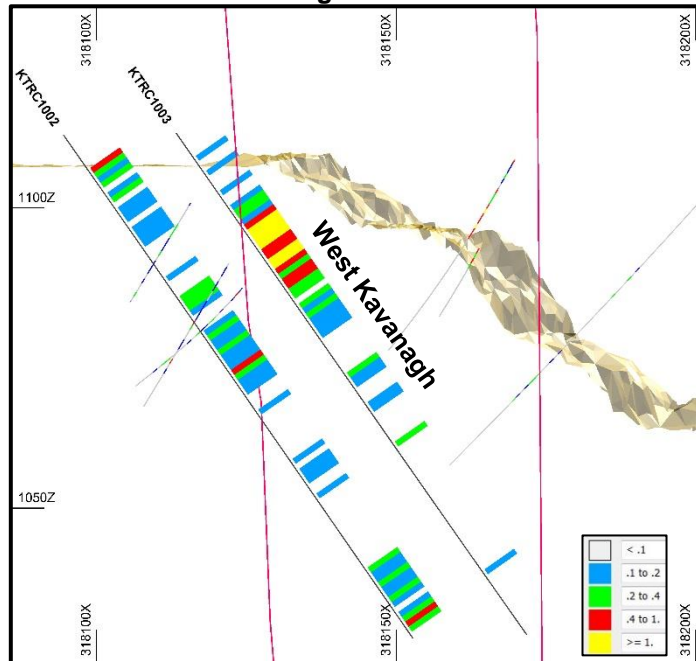 318100X
318150X
318200X
KTRC1002
KTRC1003
1100Z
West Kavanagh
1050Z
< .1
.1 to .2
.2 to .4
.4 to 1.
>= 1.
318100X
318150X
318200X